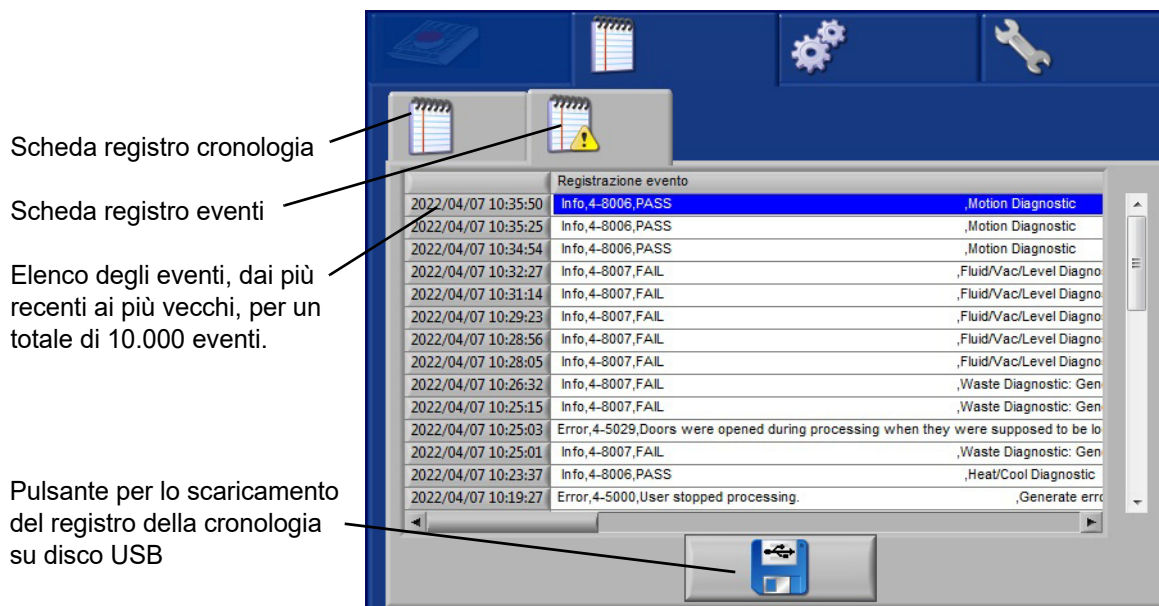 Scheda registro cronologia
Scheda registro eventi
Elenco degli eventi, dai più
recenti ai più vecchi, per un
totale di 10.000 eventi.
Pulsante per lo scaricamento
del registro della cronologia
su disco USB
Registrazione evento
2022/04/07 10:35:50 Info,4-8006,PASS ,Motion Diagnostic
2022/04/07 10:35:25 Info,4-8006,PASS ,Motion Diagnostic
2022/04/07 10:34:54 Info,4-8006,PASS ,Motion Diagnostic
2022/04/07 10:32:27 Info,4-8007,FAIL ,Fluid/Vac/Level Diagno
2022/04/07 10:31:14 Info,4-8007,FAIL ,Fluid/Vac/Level Diagno
2022/04/07 10:29:23 Info,4-8007,FAIL ,Fluid/Vac/Level Diagno
2022/04/07 10:28:56 Info,4-8007,FAIL ,Fluid/Vac/Level Diagno
2022/04/07 10:28:05 Info,4-8007,FAIL ,Fluid/Vac/Level Diagno
2022/04/07 10:26:32 Info,4-8007,FAIL ,Waste Diagnostic: Gen
2022/04/07 10:25:15 Info,4-8007,FAIL ,Waste Diagnostic: Gen
2022/04/07 10:25:03 Error,4-5029,Doors were opened during processing when they were supposed to be lo
2022/04/07 10:25:01 Info,4-8007,FAIL ,Waste Diagnostic: Gen
2022/04/07 10:23:37 Info,4-8006,PASS ,Heat/Cool Diagnostic
2022/04/07 10:19:27 Error,4-5000,User stopped processing. ,Generate erro